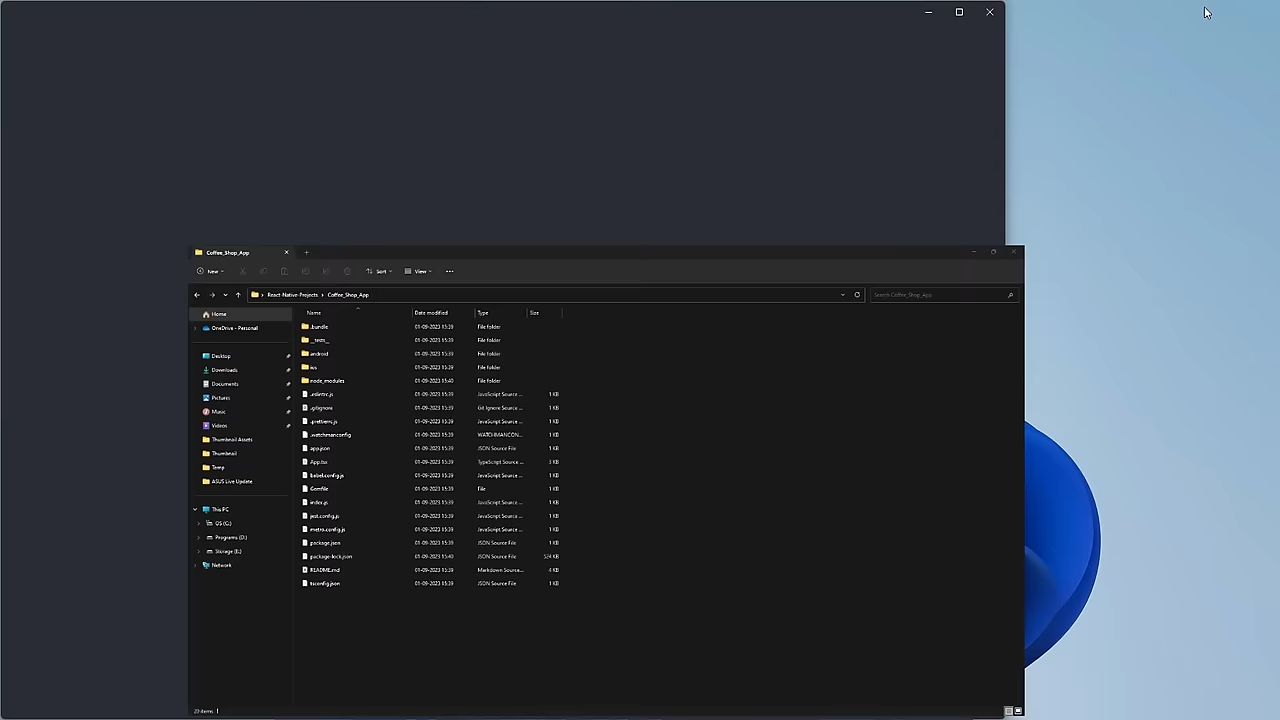 Coffee_Shop_App
New
Sort
View
React-Native-Projects > Coffee_Shop_App
Search Coffee_Shop_App
Name Date modified Type Size
Home
OneDrive - Personal
Desktop
Downloads
Documents
Pictures
Music
Videos
Thumbnail Assets
Thumbnail
Temp
ASUS Live Update
This PC
OS (C:)
Programs (D:)
Storage (E:)
Network
.bundle 01-09-2023 15:39 File folder
__tests__ 01-09-2023 15:39 File folder
android 01-09-2023 15:39 File folder
ios 01-09-2023 15:39 File folder
node_modules 01-09-2023 15:40 File folder
.eslintrc.js 01-09-2023 15:39 JavaScript Source ... 1 KB
.gitignore 01-09-2023 15:39 Git Ignore Source ... 1 KB
.prettierrc.js 01-09-2023 15:39 JavaScript Source ... 1 KB
.watchmanconfig 01-09-2023 15:39 WATCHMANCON... 1 KB
app.json 01-09-2023 15:39 JSON Source File 1 KB
App.tsx 01-09-2023 15:39 TypeScript Source ... 3 KB
babel.config.js 01-09-2023 15:39 JavaScript Source ... 1 KB
Gemfile 01-09-2023 15:39 File 1 KB
index.js 01-09-2023 15:39 JavaScript Source ... 1 KB
jest.config.js 01-09-2023 15:39 JavaScript Source ... 1 KB
metro.config.js 01-09-2023 15:39 JavaScript Source ... 1 KB
package.json 01-09-2023 15:39 JSON Source File 1 KB
package-lock.json 01-09-2023 15:40 JSON Source File 524 KB
README.md 01-09-2023 15:39 Markdown Source... 4 KB
tsconfig.json 01-09-2023 15:39 JSON Source File 1 KB
20 items